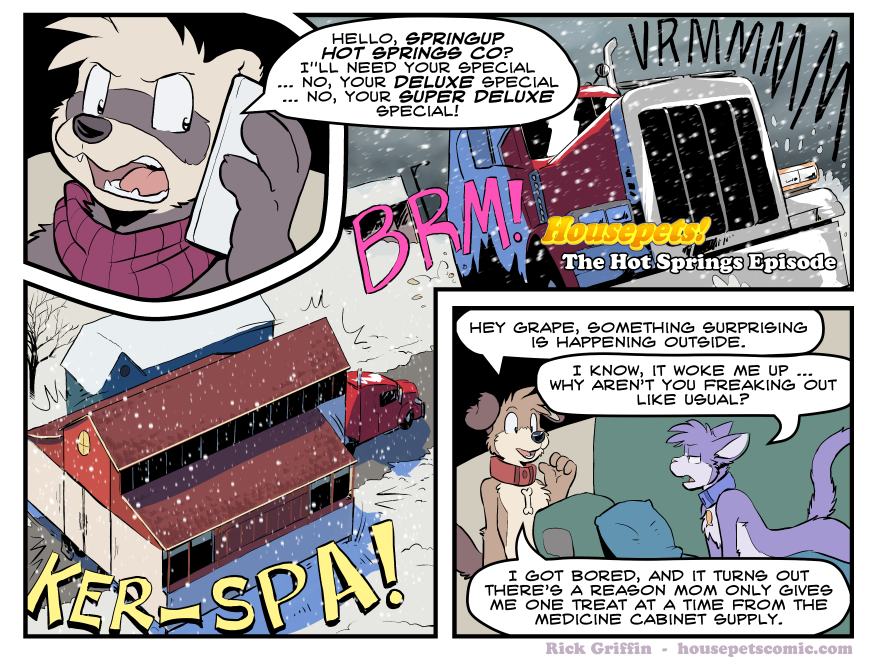 HELLO, SPRINGUP
HOT SPRINGS CO?
I"LL NEED YOUR SPECIAL
... NO, YOUR DELUXE SPECIAL
... NO, YOUR SUPER DELUXE
SPECIAL!
VRMMMMM
BRM!
Housepets!
The Hot Springs Episode
KER-SPA!
HEY GRAPE, SOMETHING SURPRISING
IS HAPPENING OUTSIDE.
I KNOW, IT WOKE ME UP ...
WHY AREN'T YOU FREAKING OUT
LIKE USUAL?
I GOT BORED, AND IT TURNS OUT
THERE'S A REASON MOM ONLY GIVES
ME ONE TREAT AT A TIME FROM THE
MEDICINE CABINET SUPPLY.
Rick Griffin - housepetscomic.com